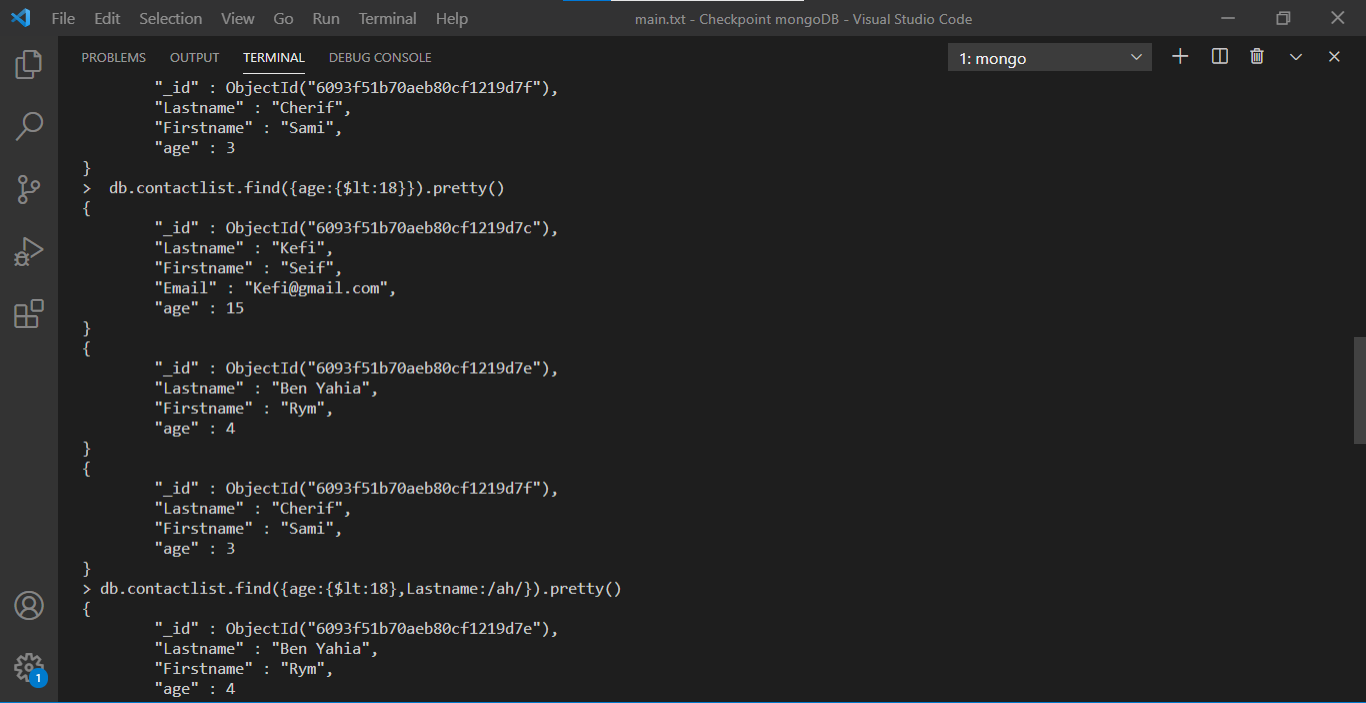 File Edit Selection View Go Run Terminal Help main.txt - Checkpoint mongoDB - Visual Studio Code
PROBLEMS OUTPUT TERMINAL DEBUG CONSOLE 1: mongo
"_id" : ObjectId("6093f51b70aeb80cf1219d7f"),
"Lastname" : "Cherif",
"Firstname" : "Sami",
"age" : 3
}
>  db.contactlist.find({age:{$lt:18}}).pretty()
{
"_id" : ObjectId("6093f51b70aeb80cf1219d7c"),
"Lastname" : "Kefi",
"Firstname" : "Seif",
"Email" : "Kefi@gmail.com",
"age" : 15
}
{
"_id" : ObjectId("6093f51b70aeb80cf1219d7e"),
"Lastname" : "Ben Yahia",
"Firstname" : "Rym",
"age" : 4
}
{
"_id" : ObjectId("6093f51b70aeb80cf1219d7f"),
"Lastname" : "Cherif",
"Firstname" : "Sami",
"age" : 3
}
> db.contactlist.find({age:{$lt:18},Lastname:/ah/}).pretty()
{
"_id" : ObjectId("6093f51b70aeb80cf1219d7e"),
"Lastname" : "Ben Yahia",
"Firstname" : "Rym",
"age" : 4
1